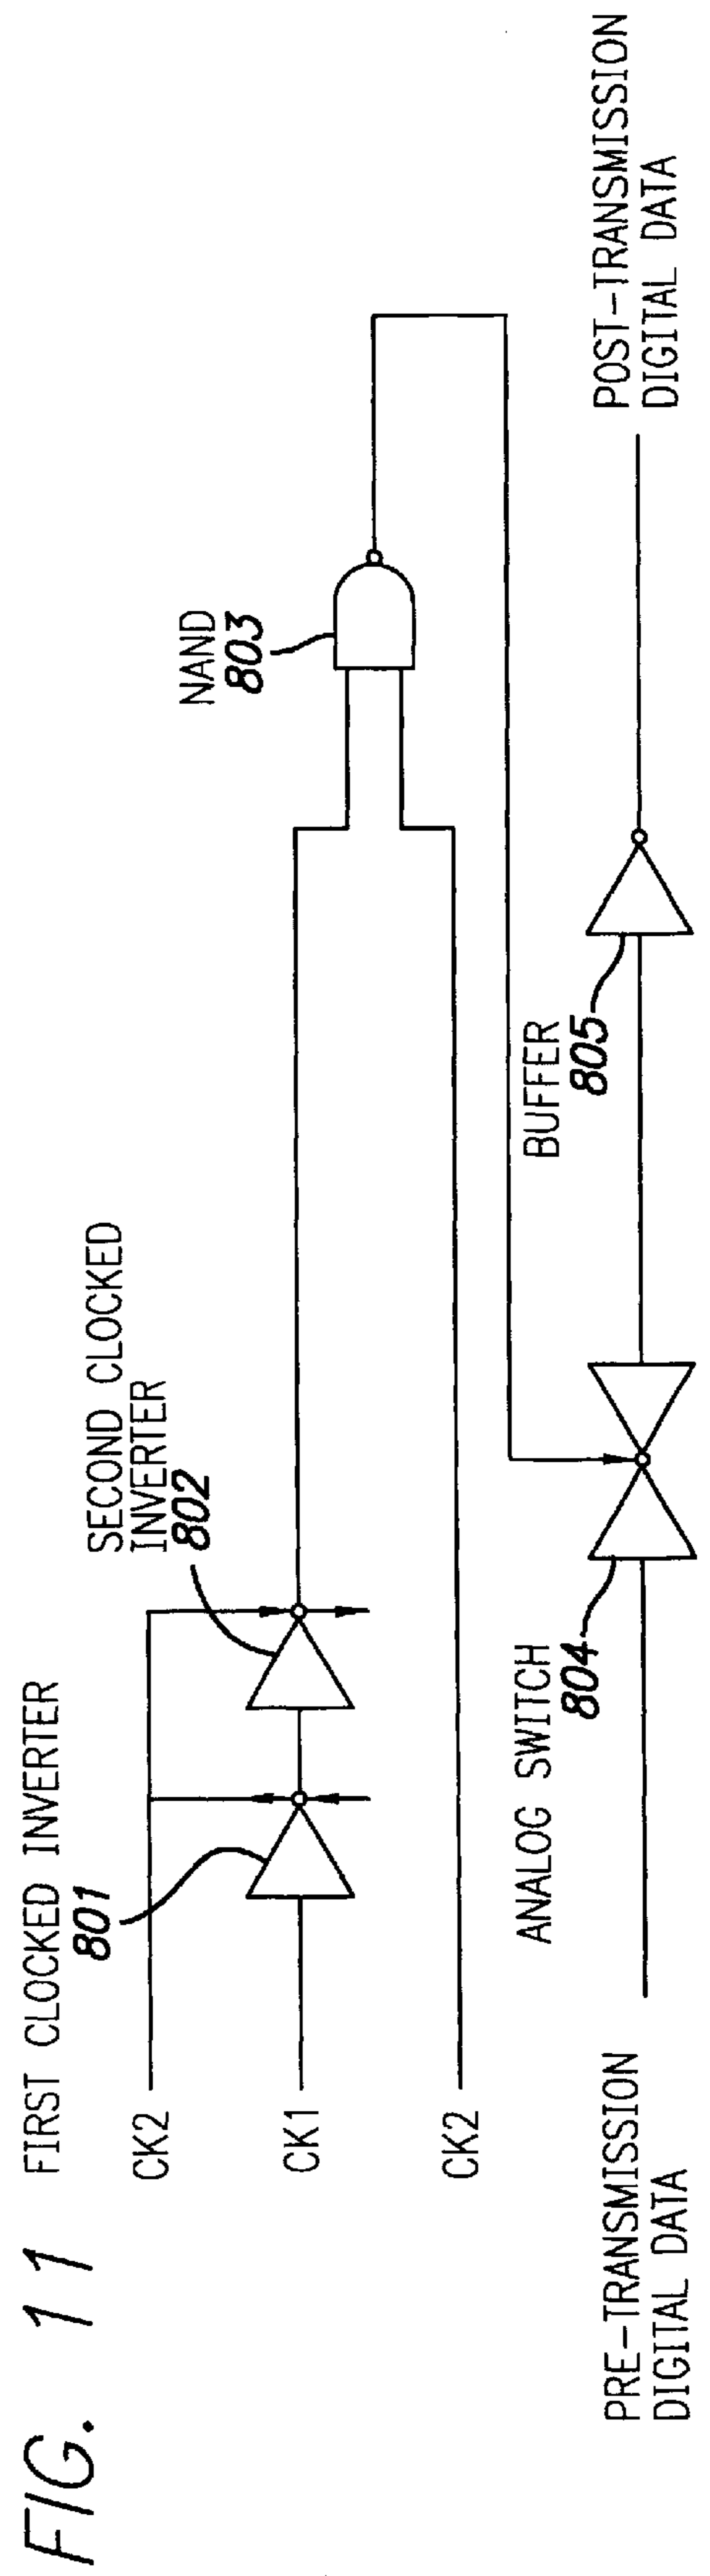 FIG. 11
FIRST CLOCKED INVERTER
801
SECOND CLOCKED
INVERTER
802
NAND
803
CK2
CK1
CK2
ANALOG SWITCH
804
BUFFER
805
PRE-TRANSMISSION
DIGITAL DATA
POST-TRANSMISSION
DIGITAL DATA